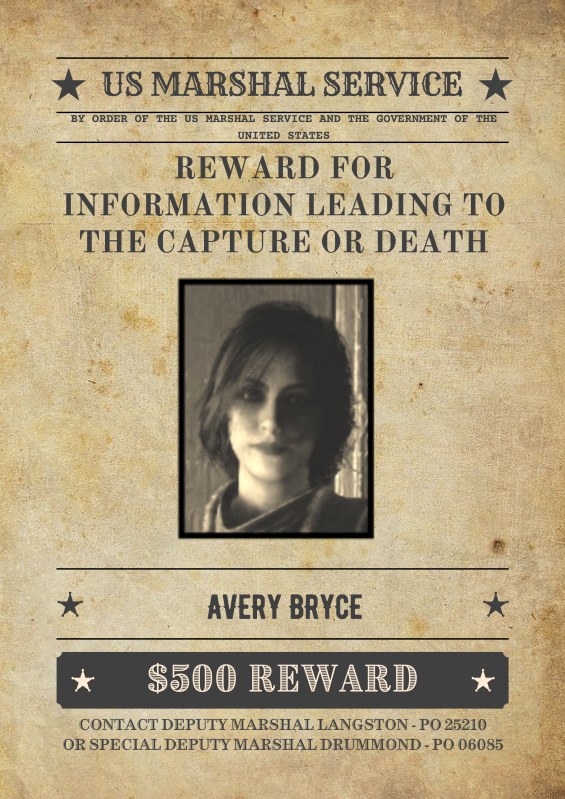 US MARSHAL SERVICE
BY ORDER OF THE US MARSHAL SERVICE AND THE GOVERNMENT OF THE
UNITED STATES
REWARD FOR
INFORMATION LEADING TO
THE CAPTURE OR DEATH
AVERY BRYCE
$500 REWARD
CONTACT DEPUTY MARSHAL LANGSTON - PO 25210
OR SPECIAL DEPUTY MARSHAL DRUMMOND - PO 06085